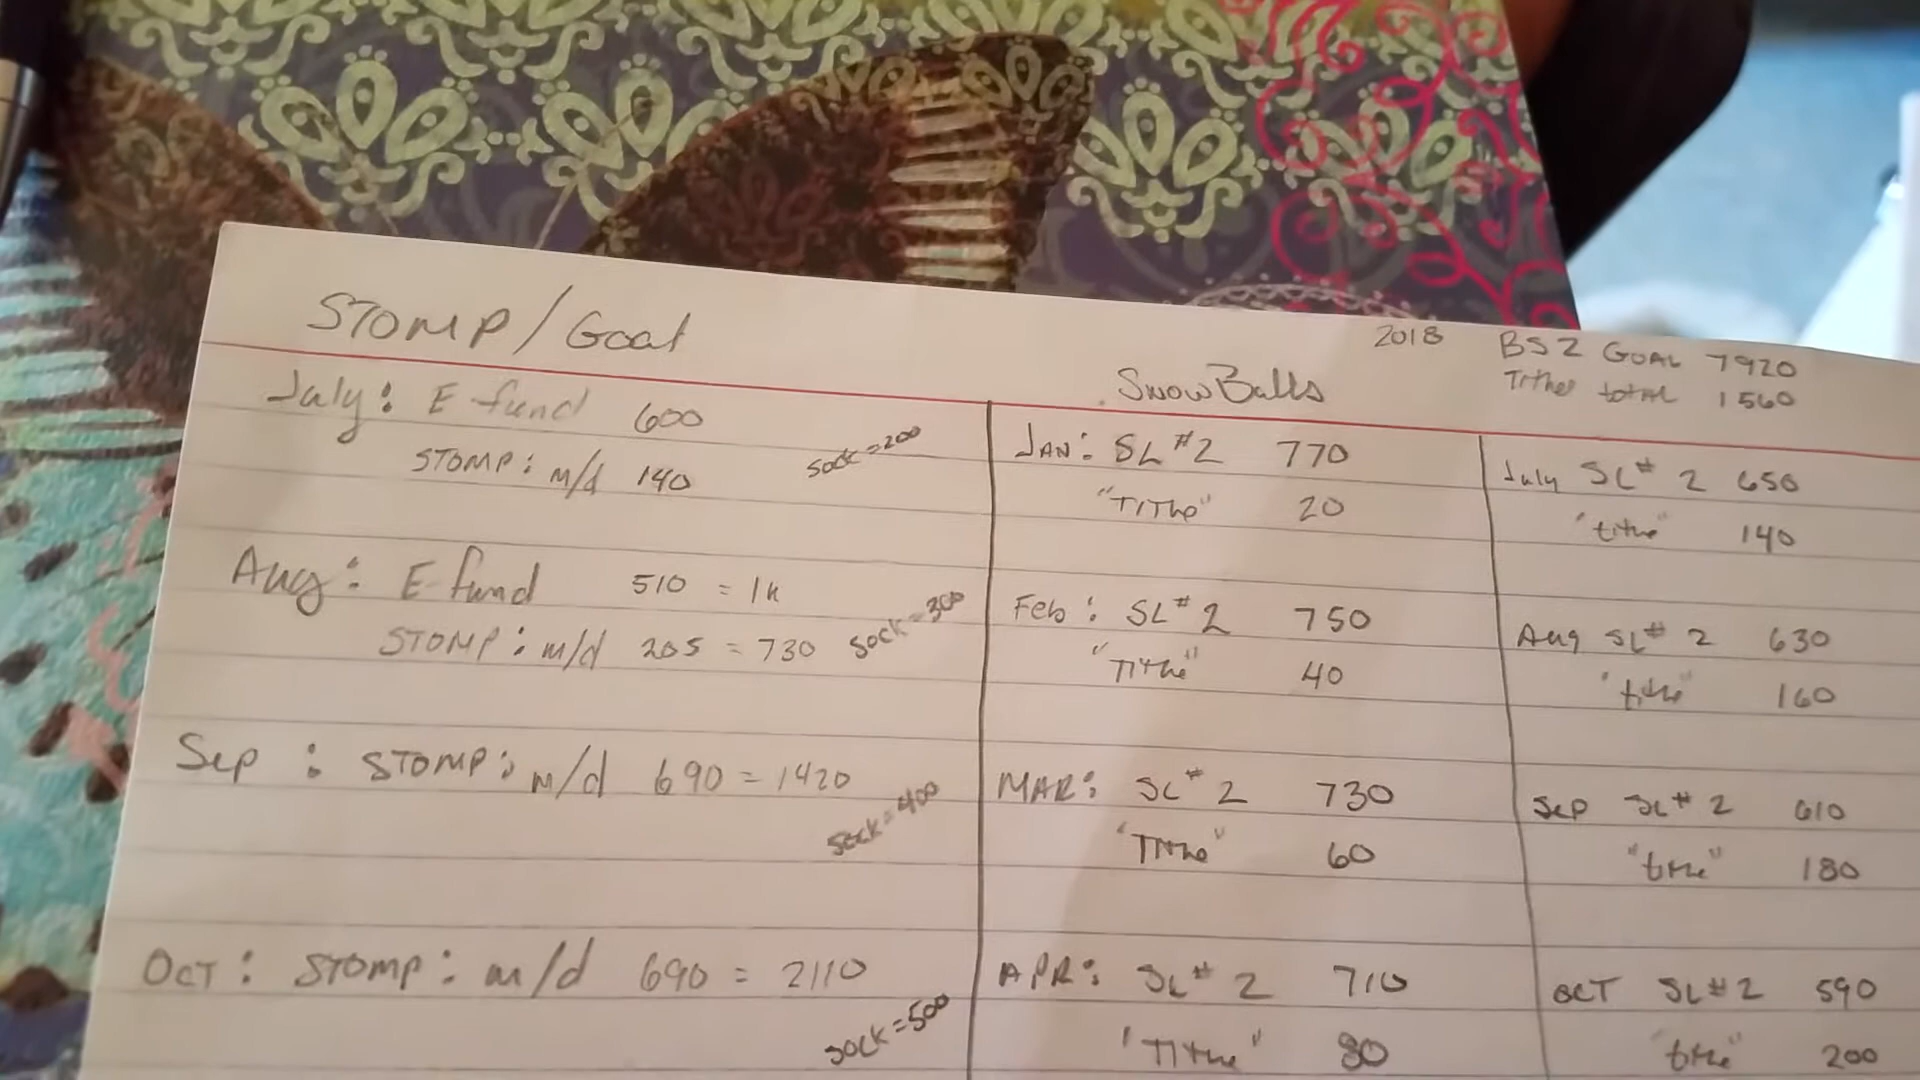 STOMP/Goal
2018 BS2 GOAL 7920
Tithes total 1560
SnowBalls
July: E fund 600
STOMP: m/d 140
sock=200
Aug: E-fund 510 = 1k
STOMP: m/d 205 = 730
sock=300
Sep : STOMP: m/d 690 = 1420
sock=400
OCT: STOMP: m/d 690 = 2110
sock=500
JAN: SL #2 770
"TITHe" 20
Feb: SL #2 750
"TITHe" 40
MAR: SL #2 730
"TITHe" 60
APR: SL #2 710
"TITHe" 80
July SL# 2 650
"tithe" 140
Aug SL# 2 630
"tithe" 160
Sep SL# 2 610
"tithe" 180
OCT SL#2 590
"tithe" 200